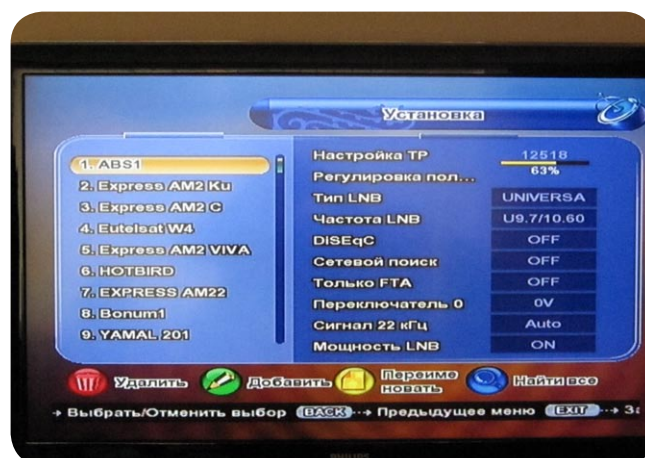 Установка
1. ABS1
2. Express AM2 Ku
3. Express AM2 C
4. Eutelsat W4
5. Express AM2 VIVA
6. HOTBIRD
7. EXPRESS AM22
8. Bonum1
9. YAMAL 201
Настройка TP 12518
63%
Регулировка пол...
Тип LNB UNIVERSA
Частота LNB U9.7/10.60
DISEqC OFF
Сетевой поиск OFF
Только FTA OFF
Переключатель 0 0V
Сигнал 22 кГц Auto
Мощность LNB ON
Удалить Добавить Переиме
новать Найти все
Выбрать/Отменить выбор BACK Предыдущее меню EXIT За
PHILIPS